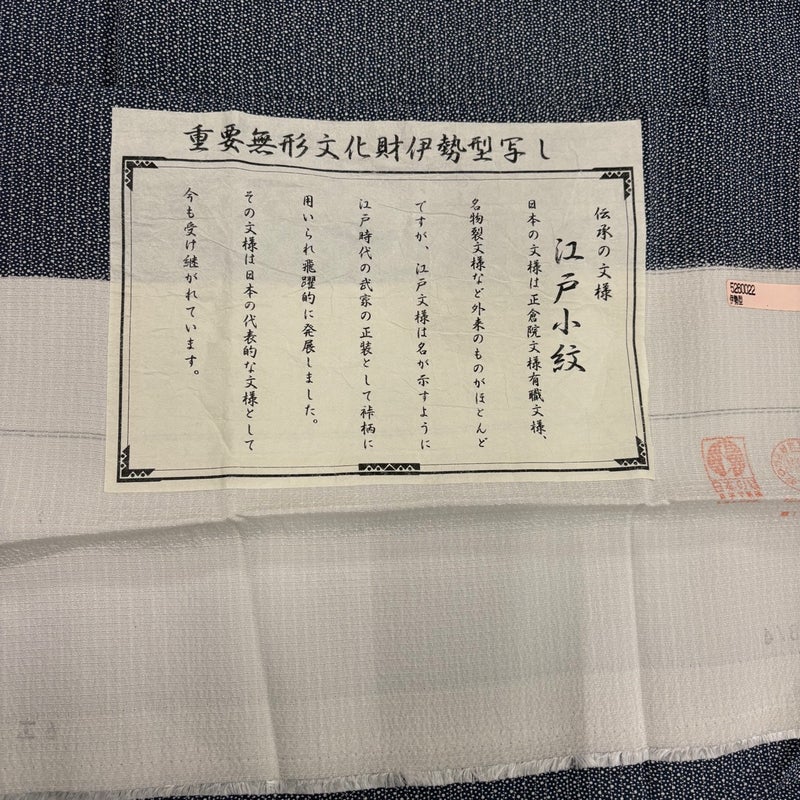 重要無形文化財伊勢型写し
伝承の文様
江戸小紋
日本の文様は正倉院文様有職文様、
名物裂文様など外来のものがほとんど
ですが、江戸文様は名が示すように
江戸時代の武家の正装として裃柄に
用いられ飛躍的に発展しました。
その文様は日本の代表的な文様として
今も受け継がれています。
5260022
伊勢型